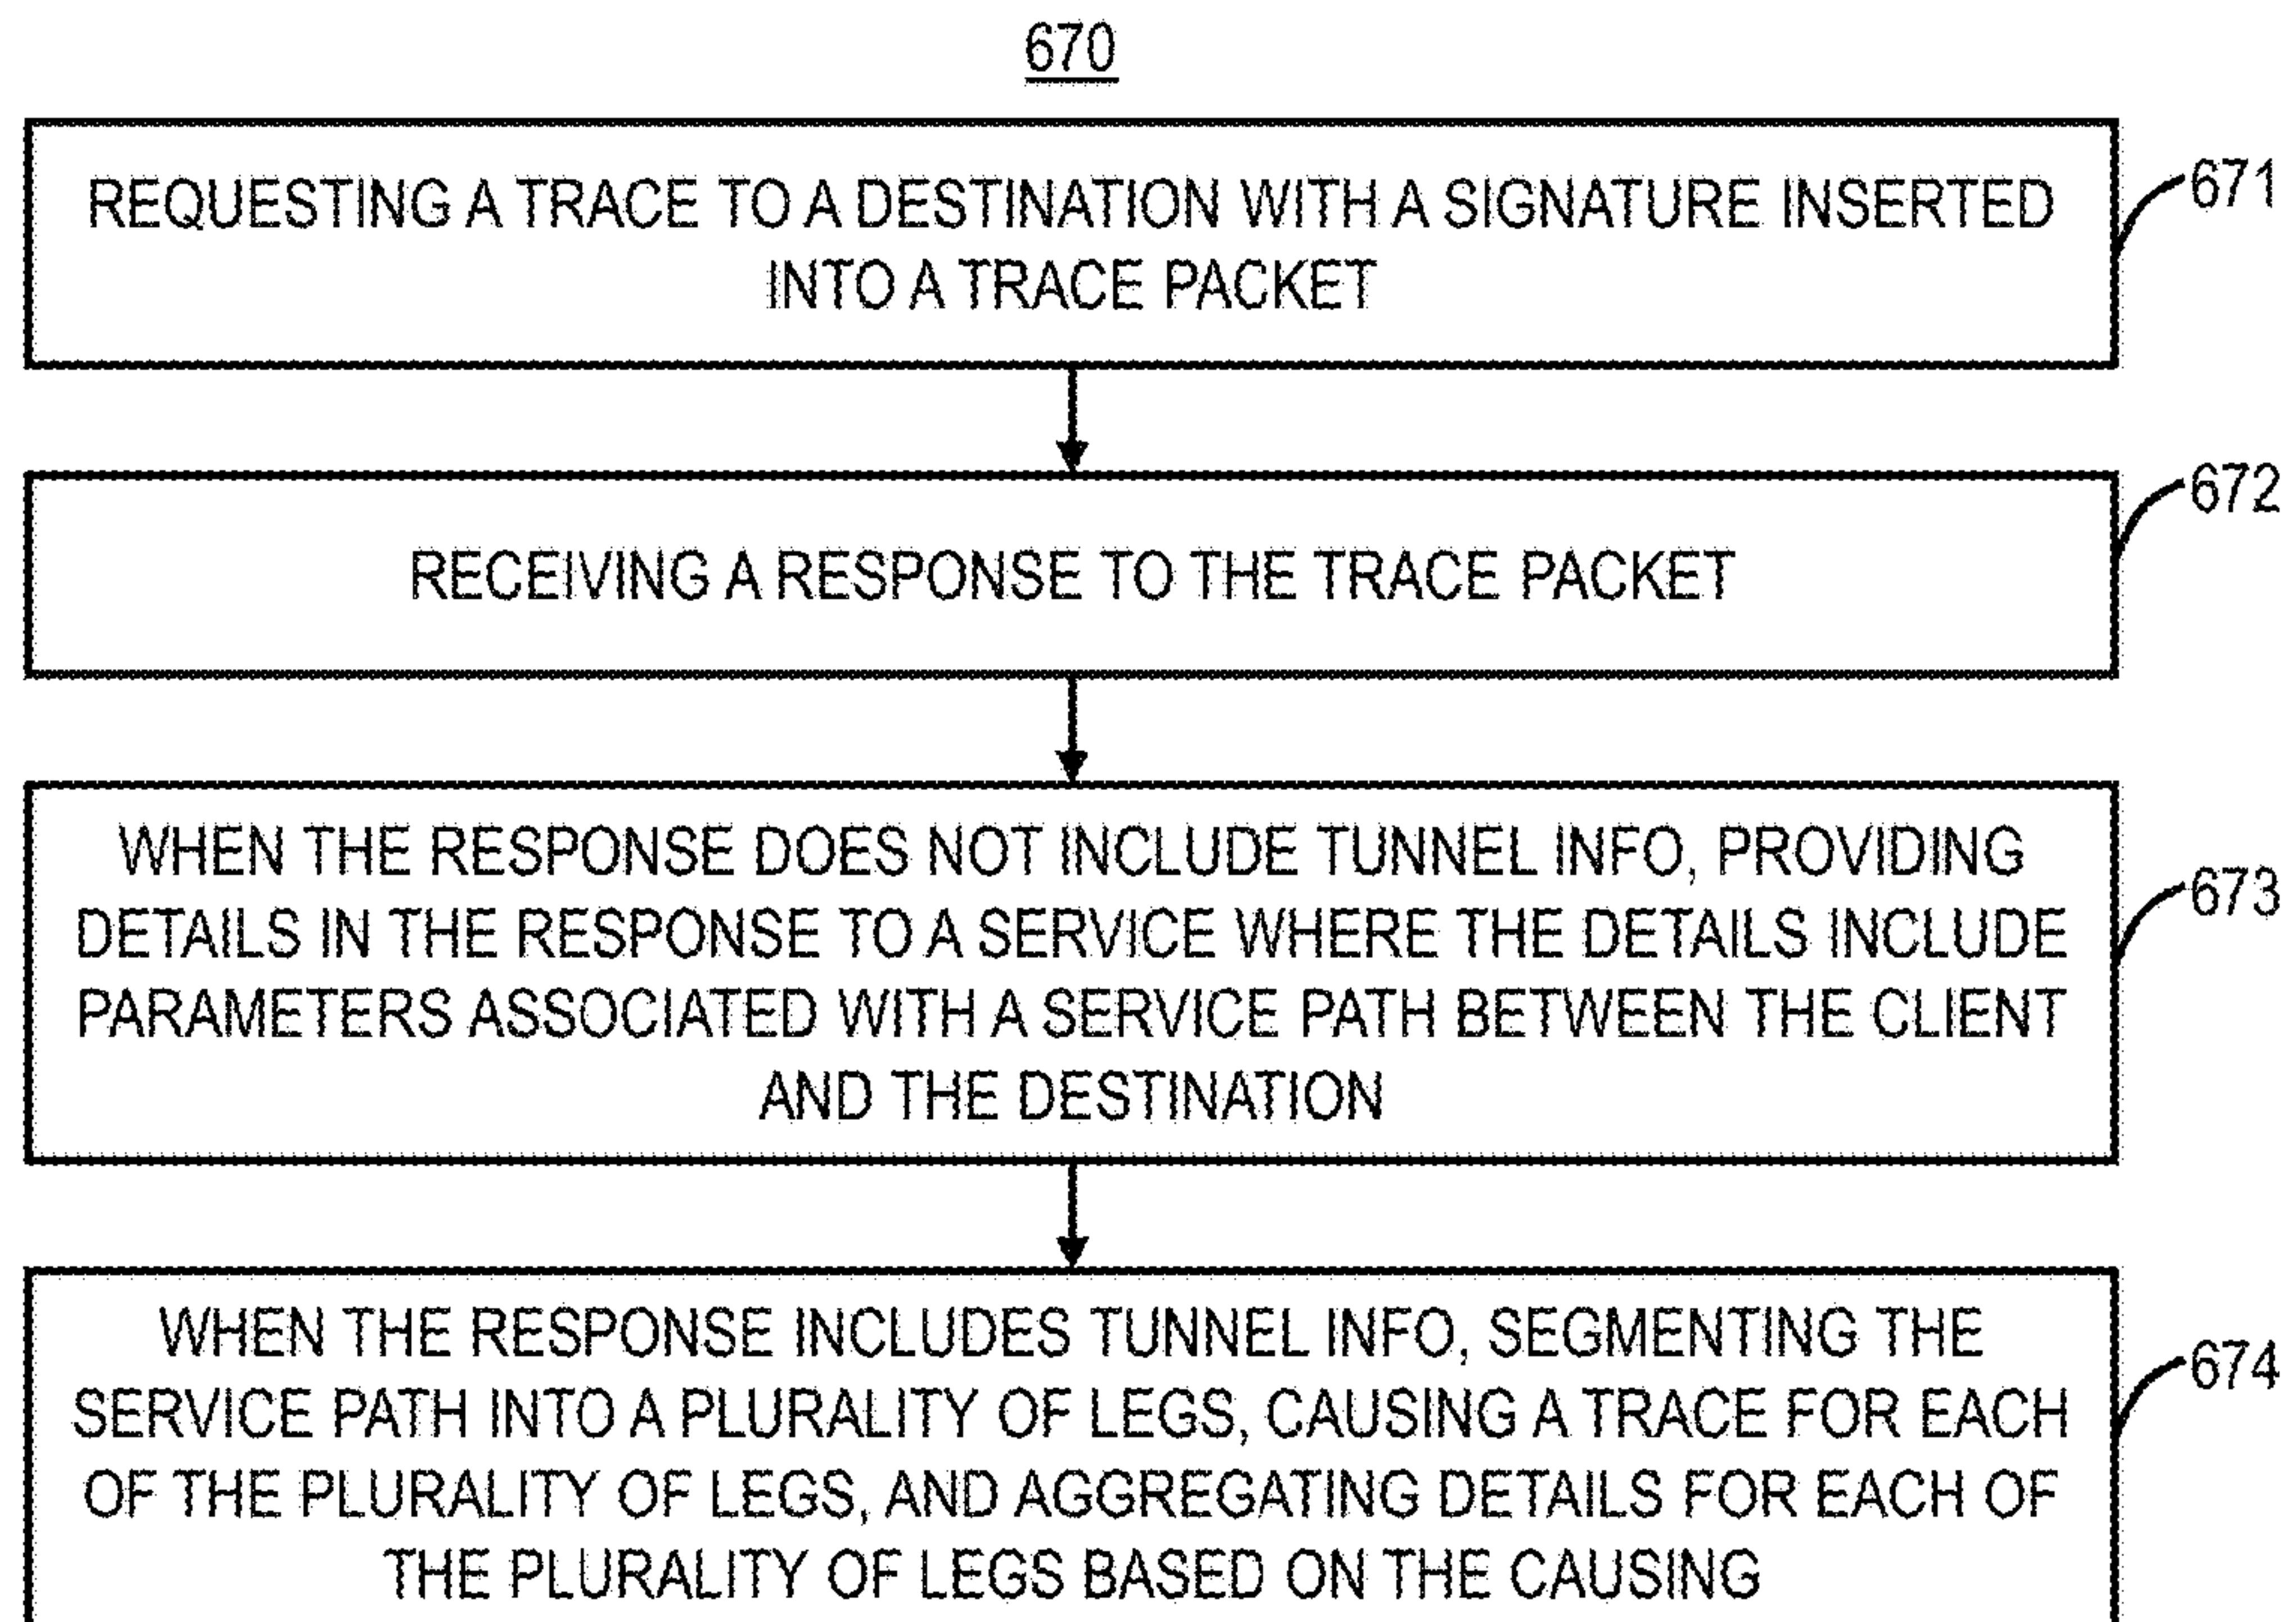 670
REQUESTING A TRACE TO A DESTINATION WITH A SIGNATURE INSERTED
INTO A TRACE PACKET
671
RECEIVING A RESPONSE TO THE TRACE PACKET
672
WHEN THE RESPONSE DOES NOT INCLUDE TUNNEL INFO, PROVIDING
DETAILS IN THE RESPONSE TO A SERVICE WHERE THE DETAILS INCLUDE
PARAMETERS ASSOCIATED WITH A SERVICE PATH BETWEEN THE CLIENT
AND THE DESTINATION
673
WHEN THE RESPONSE INCLUDES TUNNEL INFO, SEGMENTING THE
SERVICE PATH INTO A PLURALITY OF LEGS, CAUSING A TRACE FOR EACH
OF THE PLURALITY OF LEGS, AND AGGREGATING DETAILS FOR EACH OF
THE PLURALITY OF LEGS BASED ON THE CAUSING
674